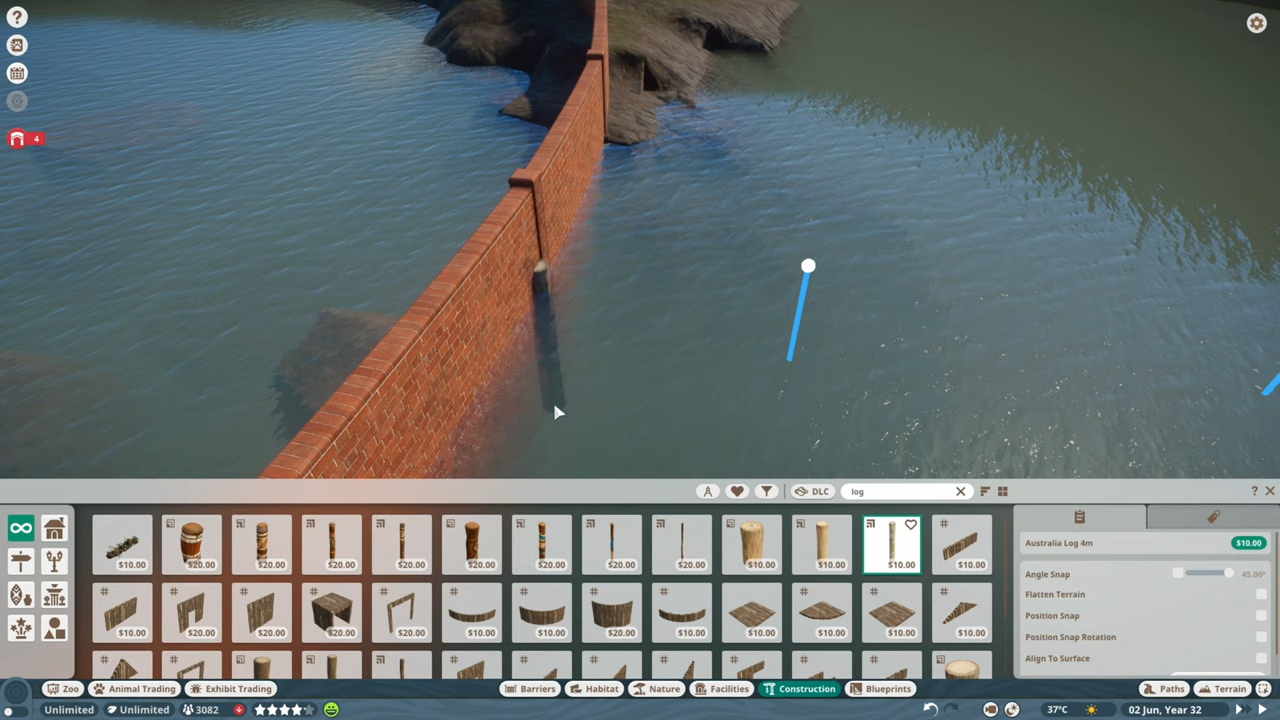 ?
4
DLC
log
?
$10.00 $20.00 $20.00 $20.00 $20.00 $20.00 $20.00 $20.00 $20.00 $10.00 $10.00 $10.00 $10.00
$10.00 $20.00 $20.00 $20.00 $20.00 $10.00 $10.00 $20.00 $10.00 $10.00 $10.00 $10.00 $10.00
Australia Log 4m $10.00
Angle Snap 45.00°
Flatten Terrain
Position Snap
Position Snap Rotation
Align To Surface
Zoo Animal Trading Exhibit Trading Barriers Habitat Nature Facilities Construction Blueprints Paths Terrain
Unlimited Unlimited 3082 37°C 02 Jun, Year 32